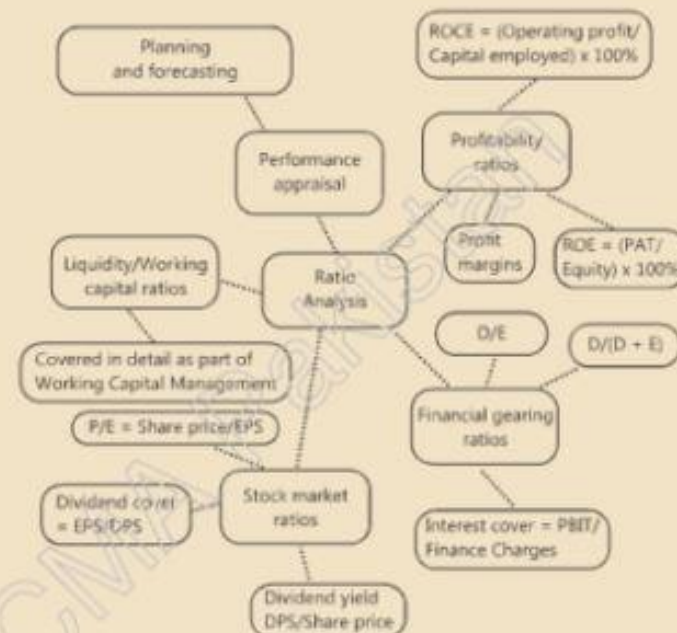 Planning
and forecasting
ROCE = (Operating profit/
Capital employed) x 100%
Performance
appraisal
Profitability
ratios
Liquidity/Working
capital ratios
Ratio
Analysis
Profit
margins
ROE = (PAT/
Equity) x 100%
Covered in detail as part of
Working Capital Management
D/E
D/(D + E)
P/E = Share price/EPS
Financial gearing
ratios
Dividend cover
= EPS/DPS
Stock market
ratios
Interest cover = PBIT/
Finance Charges
Dividend yield
DPS/Share price
ICMA Pakistan